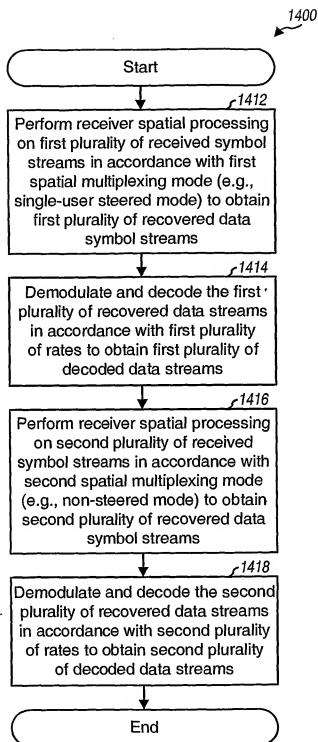 1400
Start
1412
Perform receiver spatial processing
on first plurality of received symbol
streams in accordance with first
spatial multiplexing mode (e.g.,
single-user steered mode) to obtain
first plurality of recovered data
symbol streams
1414
Demodulate and decode the first
plurality of recovered data streams
in accordance with first plurality
of rates to obtain first plurality of
decoded data streams
1416
Perform receiver spatial processing
on second plurality of received
symbol streams in accordance with
second spatial multiplexing mode
(e.g., non-steered mode) to obtain
second plurality of recovered data
symbol streams
1418
Demodulate and decode the second
plurality of recovered data streams
in accordance with second plurality
of rates to obtain second plurality
of decoded data streams
End